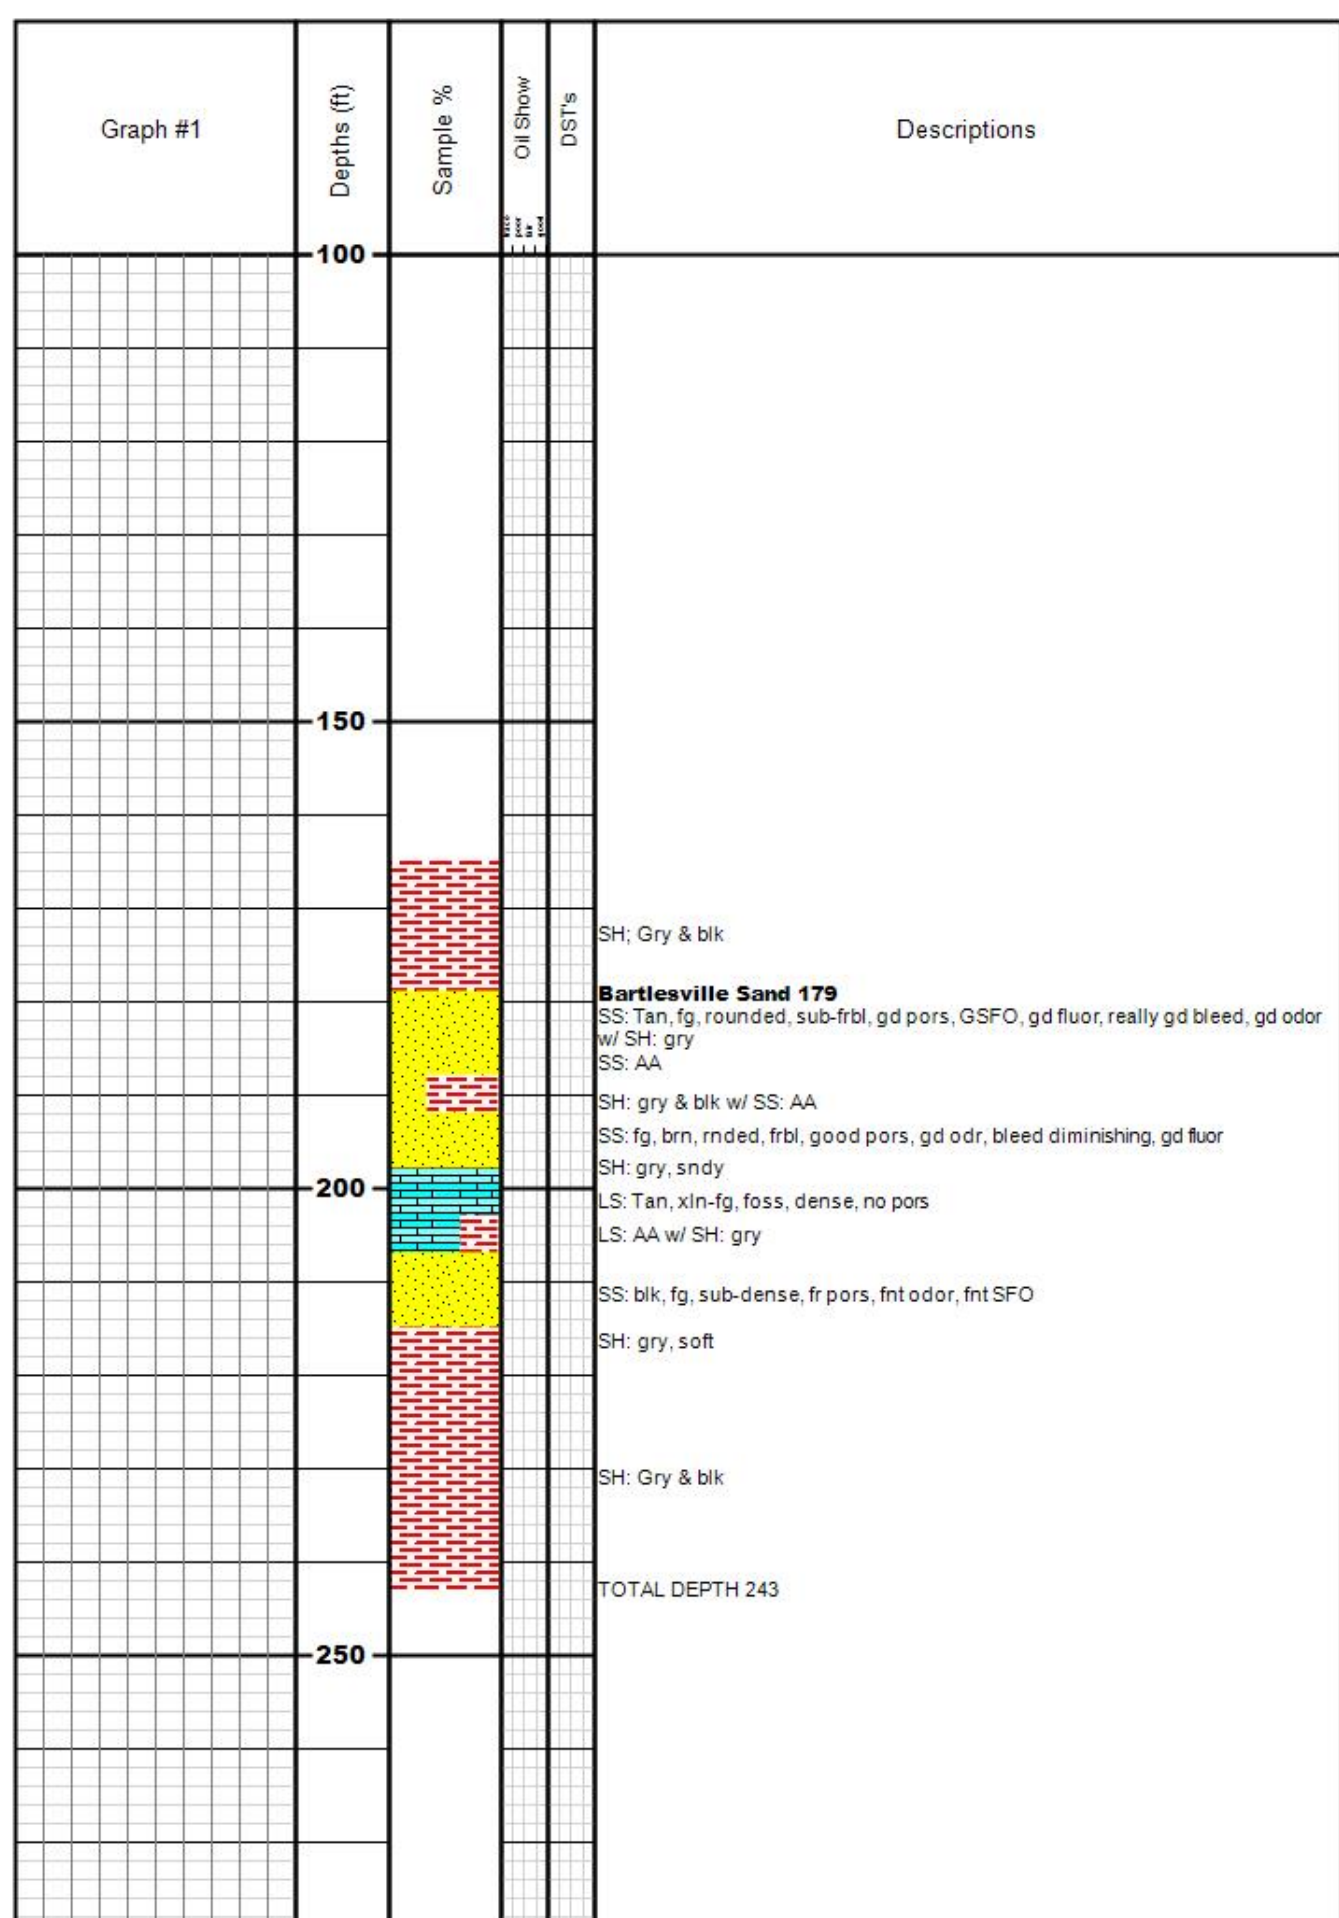 Graph #1
Depths (ft)
Sample %
Oil Show
DST's
Descriptions
poor
fair
good
100
150
SH; Gry & blk
Bartlesville Sand 179
SS: Tan, fg, rounded, sub-frbl, gd pors, GSFO, gd fluor, really gd bleed, gd odor
w/ SH: gry
SS: AA
SH: gry & blk w/ SS: AA
SS: fg, brn, rnded, frbl, good pors, gd odr, bleed diminishing, gd fluor
SH: gry, sndy
200
LS: Tan, xln-fg, foss, dense, no pors
LS: AA w/ SH: gry
SS: blk, fg, sub-dense, fr pors, fnt odor, fnt SFO
SH: gry, soft
SH: Gry & blk
TOTAL DEPTH 243
250